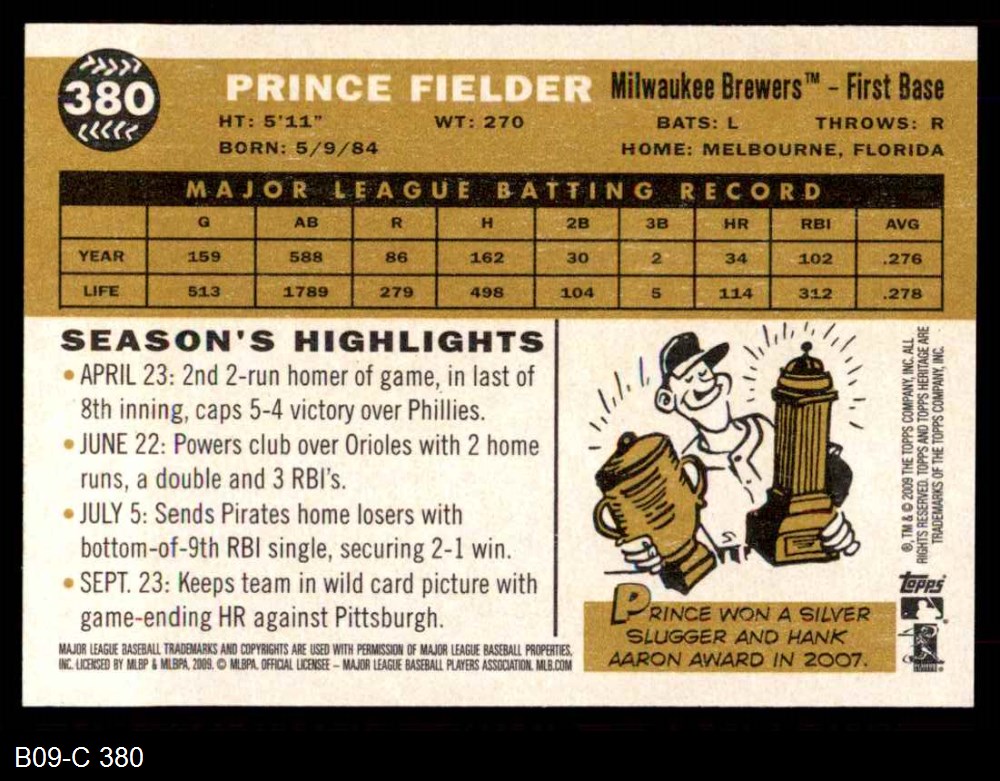 380
PRINCE FIELDER Milwaukee Brewers™ – First Base
HT: 5'11" WT: 270 BATS: L THROWS: R
BORN: 5/9/84 HOME: MELBOURNE, FLORIDA
MAJOR LEAGUE BATTING RECORD
G AB R H 2B 3B HR RBI AVG
YEAR 159 588 86 162 30 2 34 102 .276
LIFE 513 1789 279 498 104 5 114 312 .278
SEASON'S HIGHLIGHTS
• APRIL 23: 2nd 2-run homer of game, in last of
8th inning, caps 5-4 victory over Phillies.
• JUNE 22: Powers club over Orioles with 2 home
runs, a double and 3 RBI's.
• JULY 5: Sends Pirates home losers with
bottom-of-9th RBI single, securing 2-1 win.
• SEPT. 23: Keeps team in wild card picture with
game-ending HR against Pittsburgh.
MAJOR LEAGUE BASEBALL TRADEMARKS AND COPYRIGHTS ARE USED WITH PERMISSION OF MAJOR LEAGUE BASEBALL PROPERTIES,
INC. LICENSED BY MLBP & MLBPA, 2009. © MLBPA. OFFICIAL LICENSEE – MAJOR LEAGUE BASEBALL PLAYERS ASSOCIATION. MLB.COM
PRINCE WON A SILVER
SLUGGER AND HANK
AARON AWARD IN 2007.
®, TM & © 2009 THE TOPPS COMPANY, INC. ALL
RIGHTS RESERVED. TOPPS AND TOPPS HERITAGE ARE
TRADEMARKS OF THE TOPPS COMPANY, INC.
topps
B09-C 380